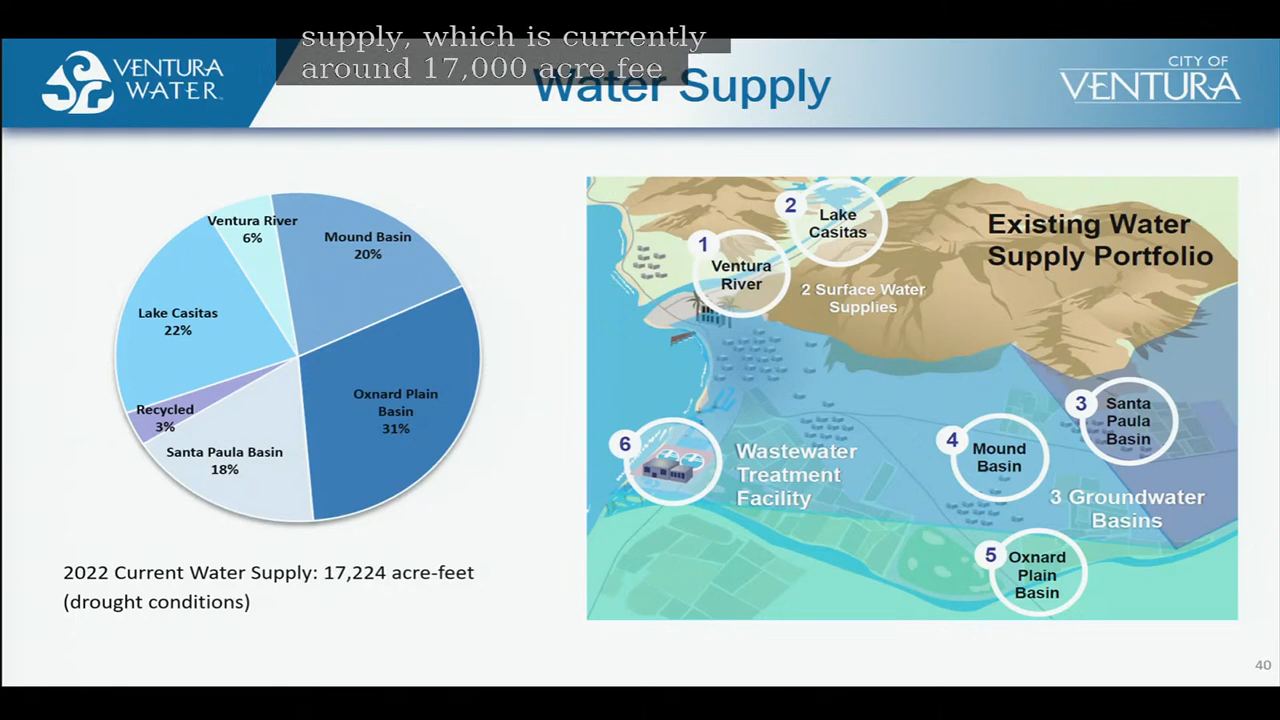 supply, which is currently
around 17,000 acre fee
VENTURA
WATER
Water Supply
CITY OF
VENTURA
Ventura River
6%
Mound Basin
20%
Lake Casitas
22%
Oxnard Plain
Basin
31%
Recycled
3%
Santa Paula Basin
18%
2022 Current Water Supply: 17,224 acre-feet
(drought conditions)
Existing Water
Supply Portfolio
1
Ventura
River
2
Lake
Casitas
2 Surface Water
Supplies
3
Santa
Paula
Basin
4
Mound
Basin
3 Groundwater
Basins
5
Oxnard
Plain
Basin
6
Wastewater
Treatment
Facility
40